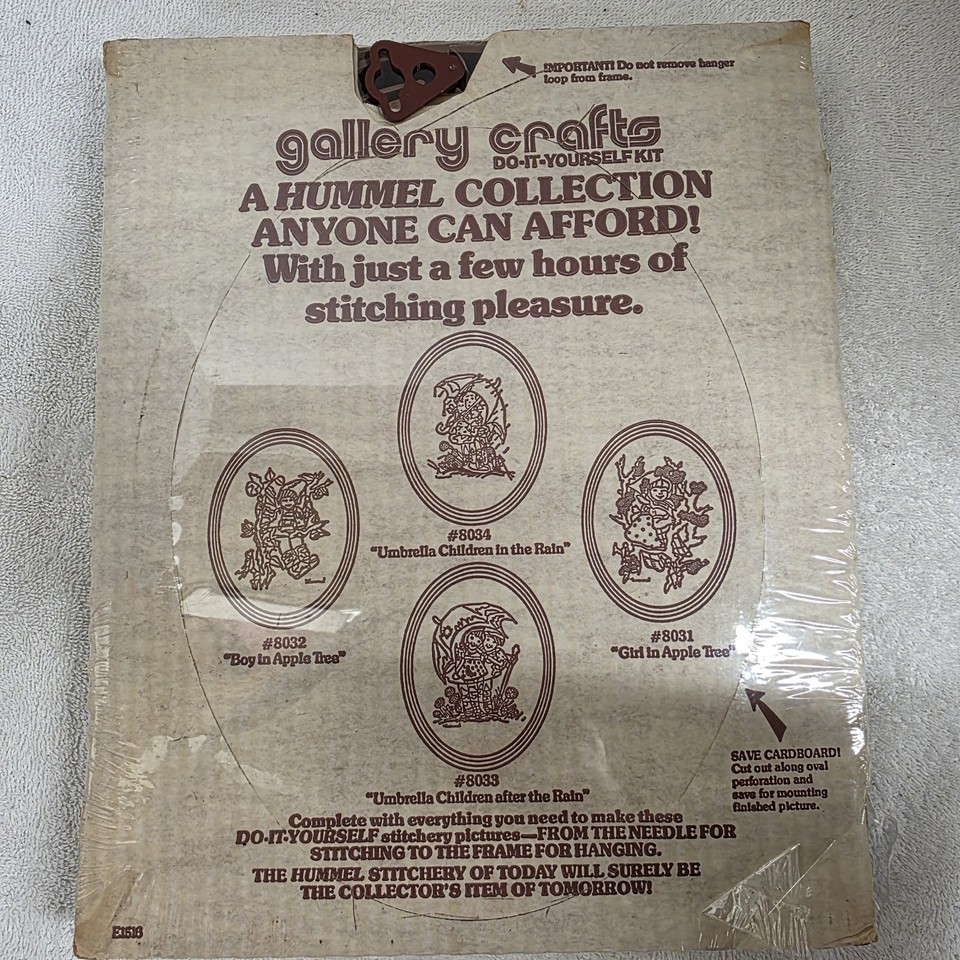 IMPORTANT! Do not remove hanger
loop from frame.
gallery crafts
DO-IT-YOURSELF KIT
A HUMMEL COLLECTION
ANYONE CAN AFFORD!
With just a few hours of
stitching pleasure.
#8034
"Umbrella Children in the Rain"
#8032
"Boy in Apple Tree"
#8031
"Girl in Apple Tree"
#8033
"Umbrella Children after the Rain"
SAVE CARDBOARD!
Cut out along oval
perforation and
save for mounting
finished picture.
Complete with everything you need to make these
DO-IT-YOURSELF stitchery pictures—FROM THE NEEDLE FOR
STITCHING TO THE FRAME FOR HANGING.
THE HUMMEL STITCHERY OF TODAY WILL SURELY BE
THE COLLECTOR'S ITEM OF TOMORROW!
E1516